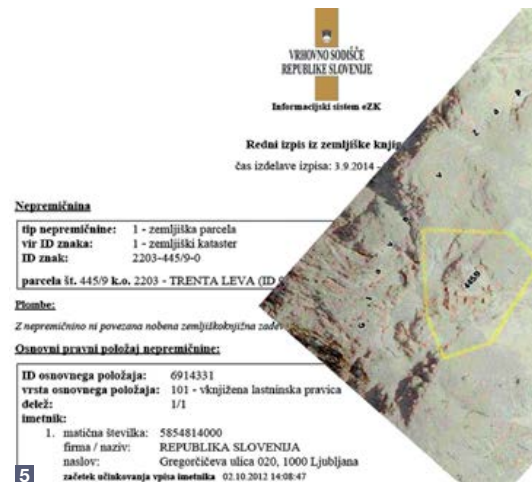 VRHOVNO SODIŠČE
REPUBLIKE SLOVENIJE
Informacijski sistem eZK
Redni izpis iz zemljiške knjig
čas izdelave izpisa: 3.9.2014 -
Nepremičnina
tip nepremičnine: 1 - zemljiška parcela
vir ID znaka: 1 - zemljiški kataster
ID znak: 2203-445/9-0
parcela št. 445/9 k.o. 2203 - TRENTA LEVA (ID
Plombe:
Z nepremičnino ni povezana nobena zemljiškoknjižna zadev
Osnovni pravni položaj nepremičnine:
ID osnovnega položaja: 6914331
vrsta osnovnega položaja: 101 - vknjižena lastninska pravica
delež: 1/1
imetnik:
1. matična številka: 5854814000
firma / naziv: REPUBLIKA SLOVENIJA
naslov: Gregorčičeva ulica 020, 1000 Ljubljana
začetek učinkovanja vpisa imetnika 02.10.2012 14:08:47
5
445/9